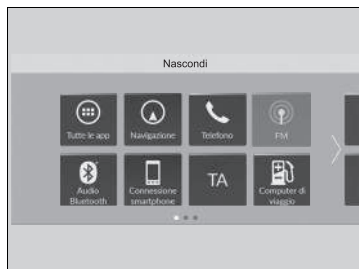 Nascondi
Tutte le app
Navigazione
Telefono
FM
Audio
Bluetooth
Connessione
smartphone
TA
Computer di
viaggio